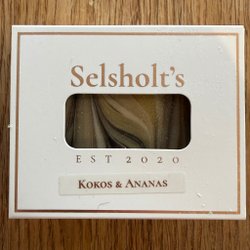 Selsholt's
EST 2020
KOKOS & ANANAS